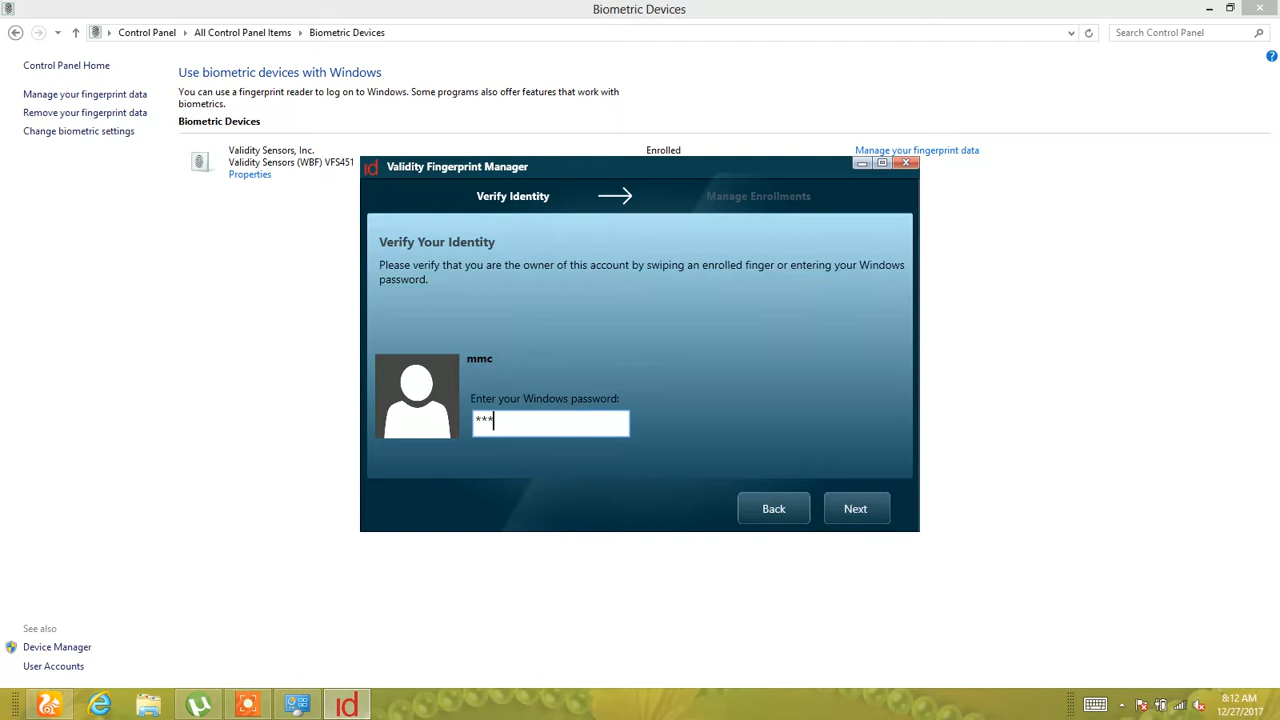 Biometric Devices
Control Panel
All Control Panel Items
Biometric Devices
Search Control Panel
Control Panel Home
Manage your fingerprint data
Remove your fingerprint data
Change biometric settings
Use biometric devices with Windows
You can use a fingerprint reader to log on to Windows. Some programs also offer features that work with
biometrics.
Biometric Devices
Validity Sensors, Inc.
Validity Sensors (WBF) VFS451
Properties
Enrolled
Manage your fingerprint data
id Validity Fingerprint Manager
Verify Identity
Manage Enrollments
Verify Your Identity
Please verify that you are the owner of this account by swiping an enrolled finger or entering your Windows
password.
mmc
Enter your Windows password:
***
Back
Next
See also
Device Manager
User Accounts
id
8:12 AM
12/27/2017